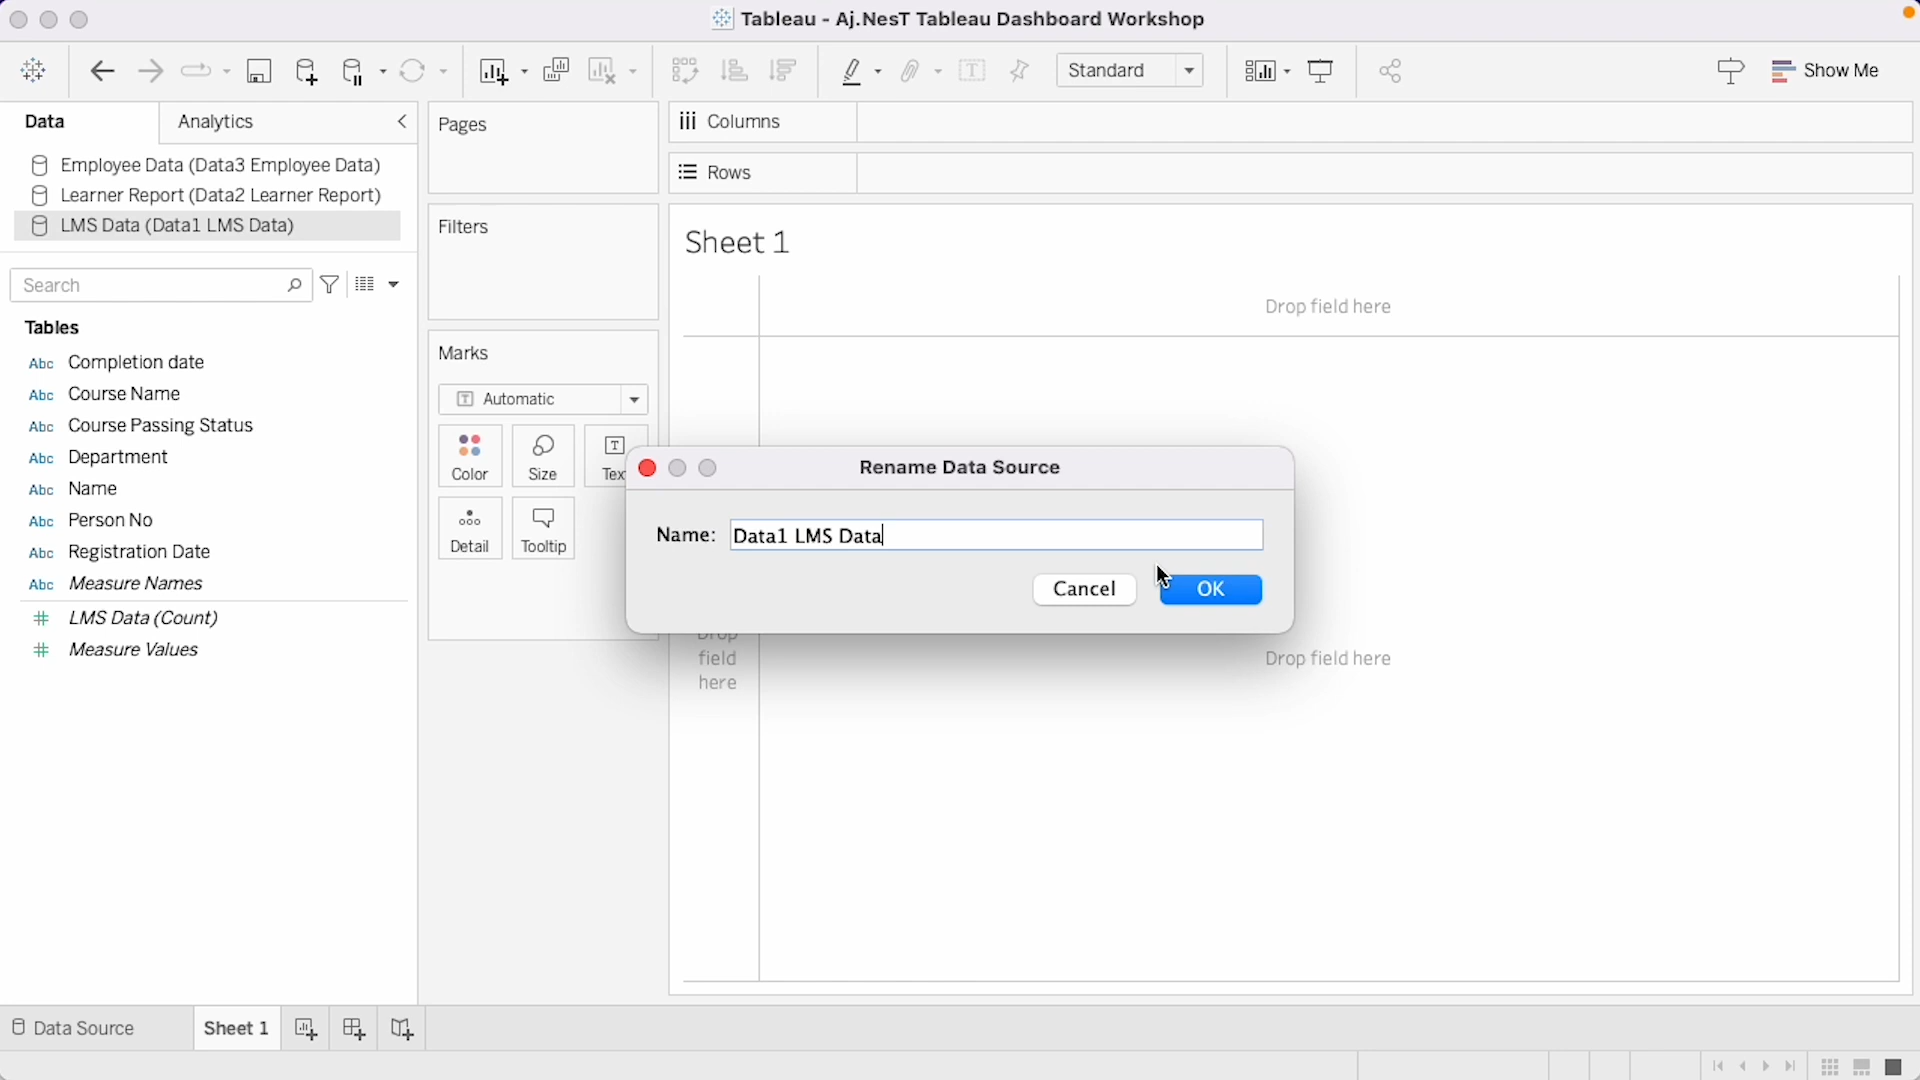 Tableau - Aj.NesT Tableau Dashboard Workshop
Standard
Show Me
Data
Analytics
Employee Data (Data3 Employee Data)
Learner Report (Data2 Learner Report)
LMS Data (Data1 LMS Data)
Search
Tables
Abc Completion date
Abc Course Name
Abc Course Passing Status
Abc Department
Abc Name
Abc Person No
Abc Registration Date
Abc Measure Names
# LMS Data (Count)
# Measure Values
Pages
Filters
Marks
Automatic
Color
Size
Text
Detail
Tooltip
Columns
Rows
Sheet 1
Drop field here
Drop
field
here
Drop field here
Rename Data Source
Name: Data1 LMS Data
Cancel
OK
Data Source
Sheet 1